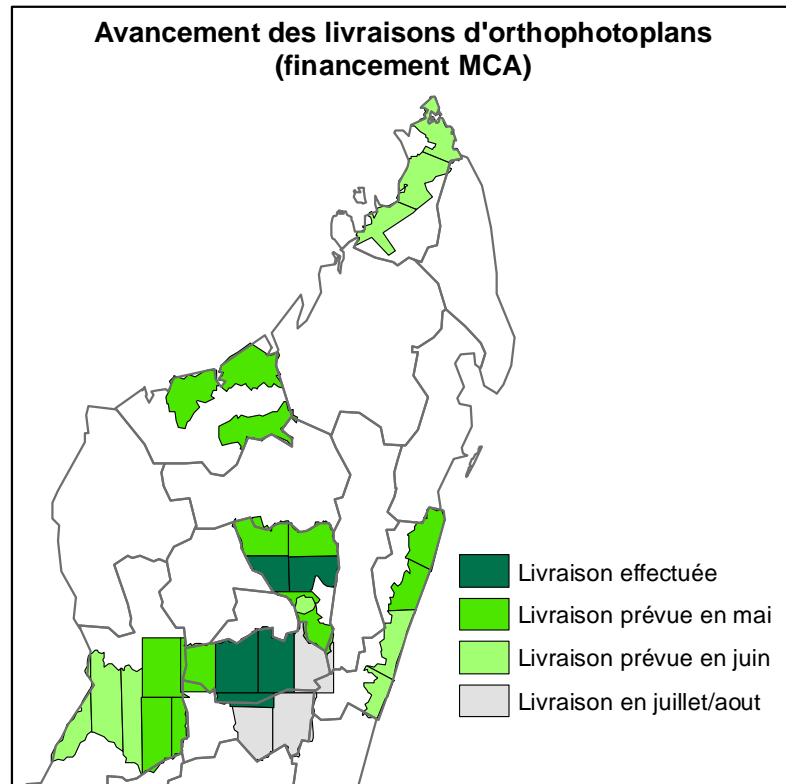 Avancement des livraisons d'orthophotoplans
(financement MCA)
Livraison effectuée
Livraison prévue en mai
Livraison prévue en juin
Livraison en juillet/aout